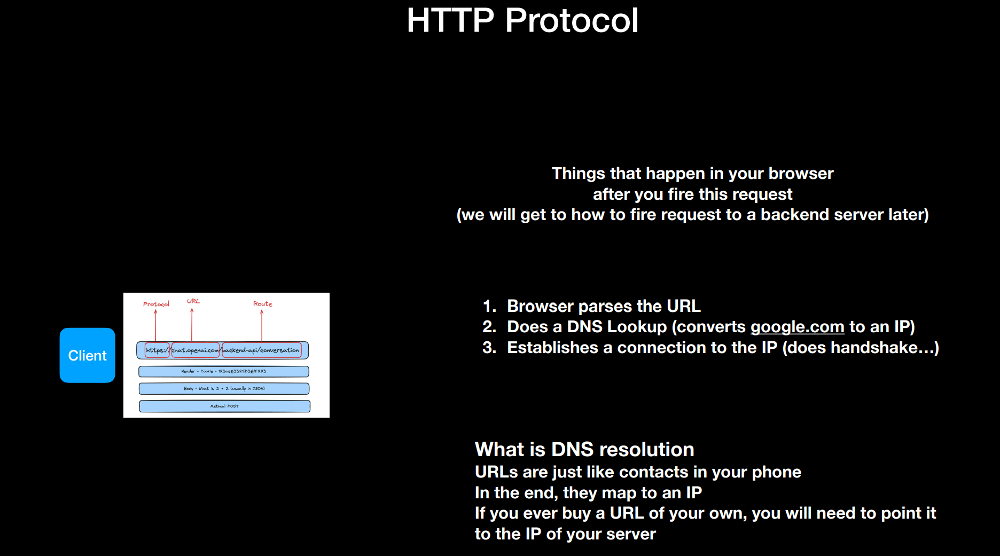 HTTP Protocol
Things that happen in your browser
after you fire this request
(we will get to how to fire request to a backend server later)
Protocol
URL
Route
https://chat.openai.com/backend-api/conversation
Header - Cookie - 123as@3325D3@1E223
Body - What is 2 + 2 (usually in JSON)
Method: POST
Client
1. Browser parses the URL
2. Does a DNS Lookup (converts google.com to an IP)
3. Establishes a connection to the IP (does handshake…)
What is DNS resolution
URLs are just like contacts in your phone
In the end, they map to an IP
If you ever buy a URL of your own, you will need to point it
to the IP of your server